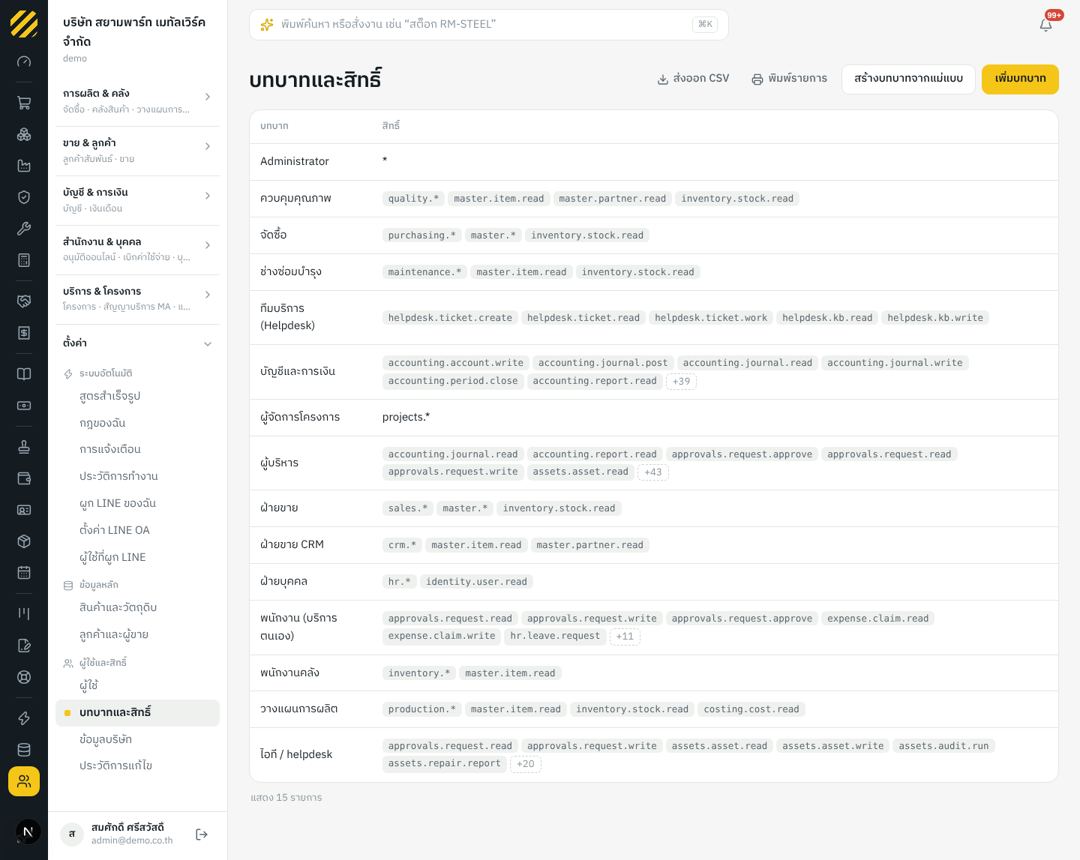 บริษัท สยามพาร์ท เมทัลเวิร์ค
จำกัด
demo
การผลิต & คลัง
จัดซื้อ · คลังสินค้า · วางแผนการ...
ขาย & ลูกค้า
ลูกค้าสัมพันธ์ · ขาย
บัญชี & การเงิน
บัญชี · เงินเดือน
สำนักงาน & บุคคล
อนุมัติออนไลน์ · เบิกค่าใช้จ่าย · บุ...
บริการ & โครงการ
โครงการ · สัญญาบริการ MA · แ...
ตั้งค่า
ระบบอัตโนมัติ
สูตรสำเร็จรูป
กฎของฉัน
การแจ้งเตือน
ประวัติการทำงาน
ผูก LINE ของฉัน
ตั้งค่า LINE OA
ผู้ใช้ที่ผูก LINE
ข้อมูลหลัก
สินค้าและวัตถุดิบ
ลูกค้าและผู้ขาย
ผู้ใช้และสิทธิ์
ผู้ใช้
บทบาทและสิทธิ์
ข้อมูลบริษัท
ประวัติการแก้ไข
N
ส
สมศักดิ์ ศรีสวัสดิ์
admin@demo.co.th
พิมพ์ค้นหา หรือสั่งงาน เช่น “สต็อก RM-STEEL”
⌘K
99+
บทบาทและสิทธิ์
ส่งออก CSV
พิมพ์รายการ
สร้างบทบาทจากแม่แบบ
เพิ่มบทบาท
บทบาท สิทธิ์
Administrator *
ควบคุมคุณภาพ quality.* master.item.read master.partner.read inventory.stock.read
จัดซื้อ purchasing.* master.* inventory.stock.read
ช่างซ่อมบำรุง maintenance.* master.item.read inventory.stock.read
ทีมบริการ
(Helpdesk)
helpdesk.ticket.create helpdesk.ticket.read helpdesk.ticket.work helpdesk.kb.read helpdesk.kb.write
บัญชีและการเงิน
accounting.account.write accounting.journal.post accounting.journal.read accounting.journal.write
accounting.period.close accounting.report.read +39
ผู้จัดการโครงการ projects.*
ผู้บริหาร
accounting.journal.read accounting.report.read approvals.request.approve approvals.request.read
approvals.request.write assets.asset.read +43
ฝ่ายขาย sales.* master.* inventory.stock.read
ฝ่ายขาย CRM crm.* master.item.read master.partner.read
ฝ่ายบุคคล hr.* identity.user.read
พนักงาน (บริการ
ตนเอง)
approvals.request.read approvals.request.write approvals.request.approve expense.claim.read
expense.claim.write hr.leave.request +11
พนักงานคลัง inventory.* master.item.read
วางแผนการผลิต production.* master.item.read inventory.stock.read costing.cost.read
ไอที / helpdesk
approvals.request.read approvals.request.write assets.asset.read assets.asset.write assets.audit.run
assets.repair.report +20
แสดง 15 รายการ